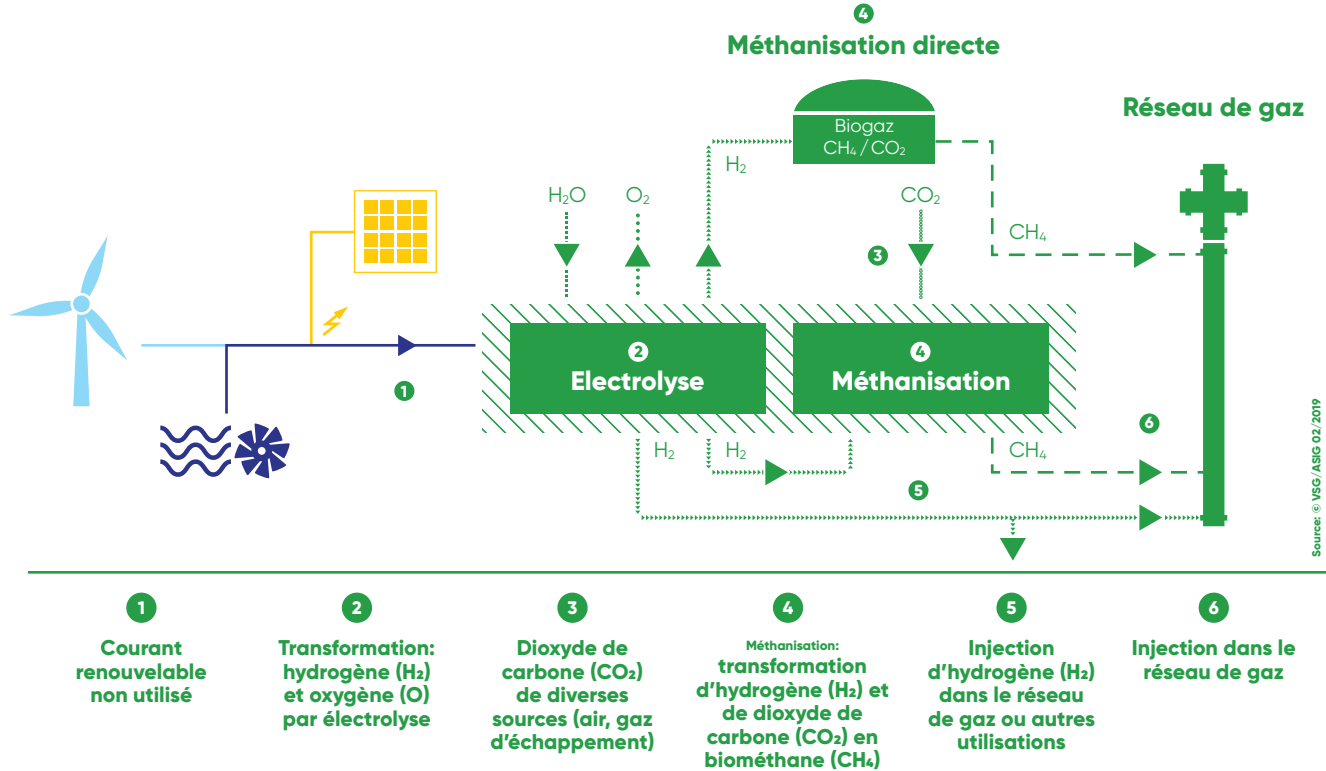 4
Méthanisation directe
Réseau de gaz
Biogaz
CH₄/CO₂
H₂
H₂O
O₂
CO₂
CH₄
3
2
Electrolyse
4
Méthanisation
1
H₂
H₂
CH₄
6
5
Source: © VSG/ASIG 02/2019
1
Courant
renouvelable
non utilisé
2
Transformation:
hydrogène (H₂)
et oxygène (O)
par électrolyse
3
Dioxyde de
carbone (CO₂)
de diverses
sources (air, gaz
d’échappement)
4
Méthanisation:
transformation
d’hydrogène (H₂) et
de dioxyde de
carbone (CO₂) en
biométhane (CH₄)
5
Injection
d’hydrogène (H₂)
dans le réseau
de gaz ou autres
utilisations
6
Injection dans le
réseau de gaz